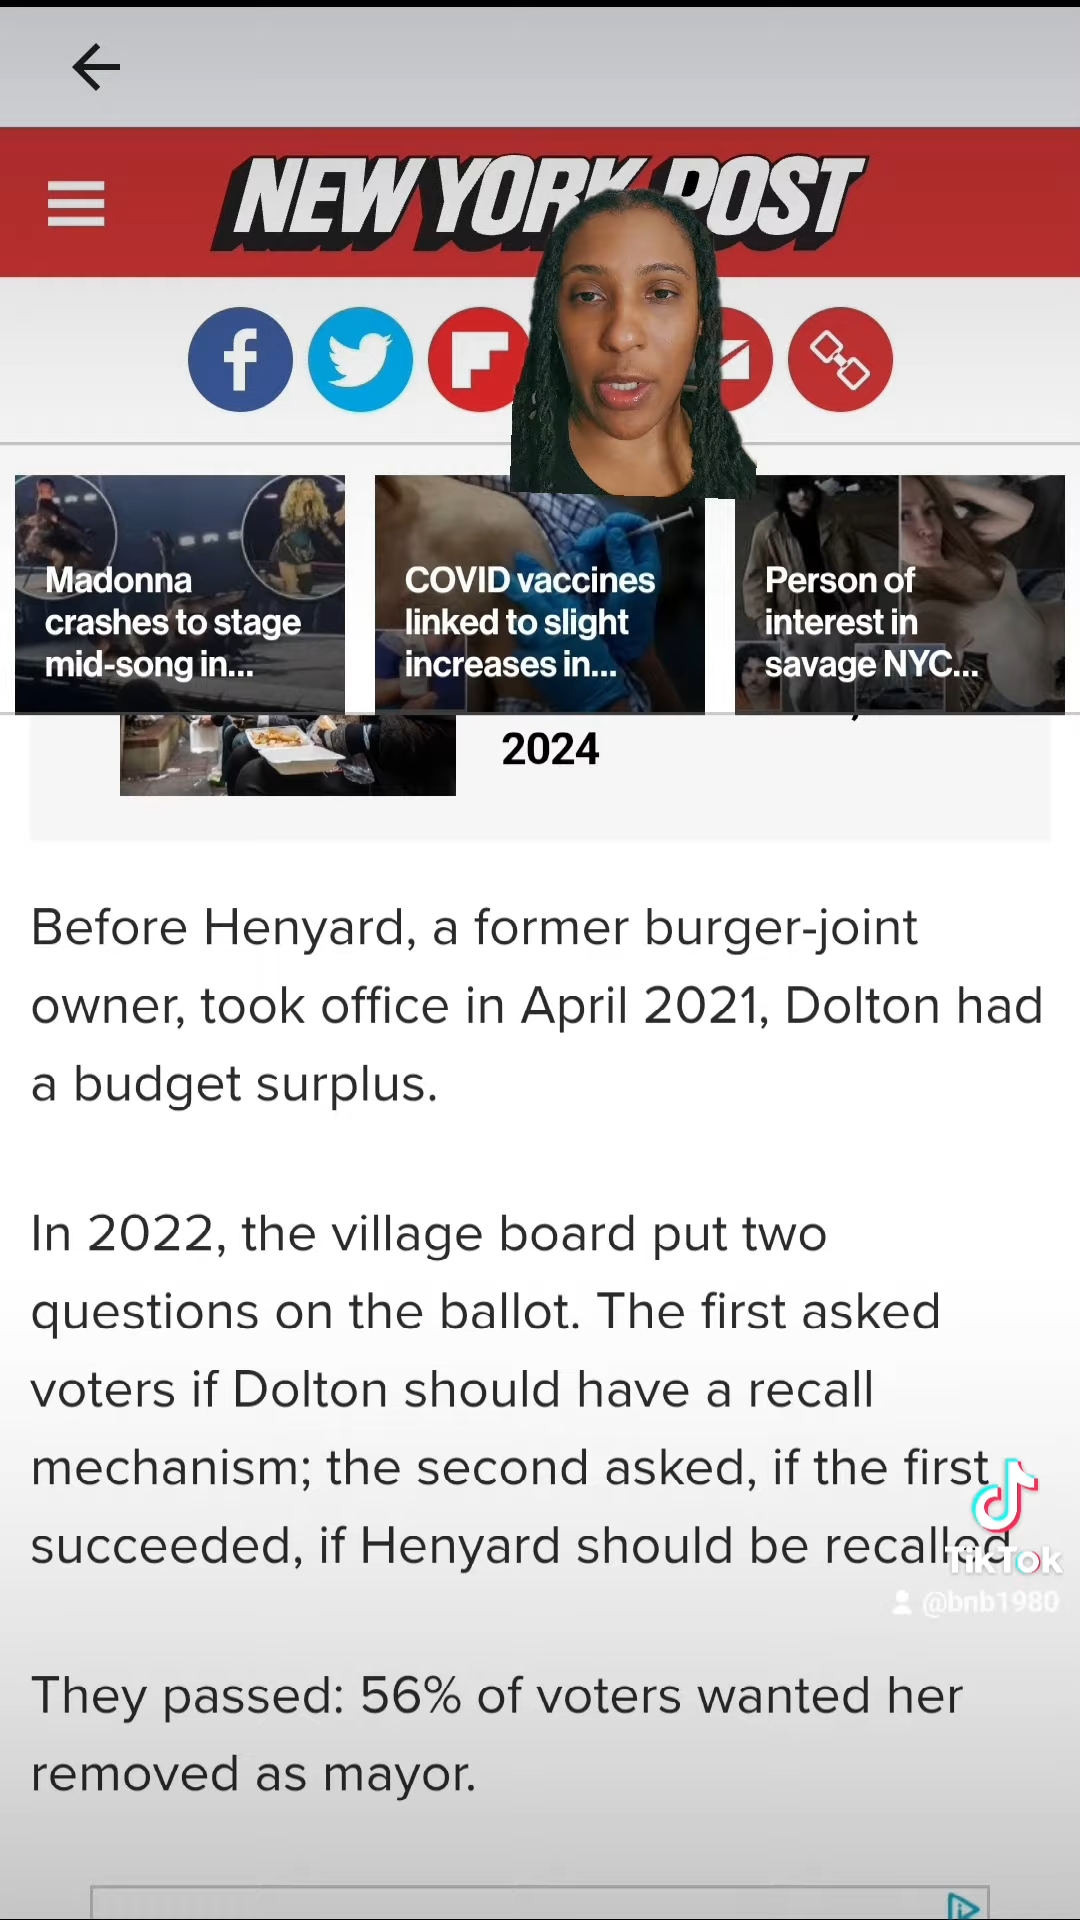 NEW YORK POST
Madonna
crashes to stage
mid-song in...
COVID vaccines
linked to slight
increases in...
Person of
interest in
savage NYC...
2024
Before Henyard, a former burger-joint
owner, took office in April 2021, Dolton had
a budget surplus.
In 2022, the village board put two
questions on the ballot. The first asked
voters if Dolton should have a recall
mechanism; the second asked, if the first
succeeded, if Henyard should be recalled
TikTok
@bnb1980
They passed: 56% of voters wanted her
removed as mayor.